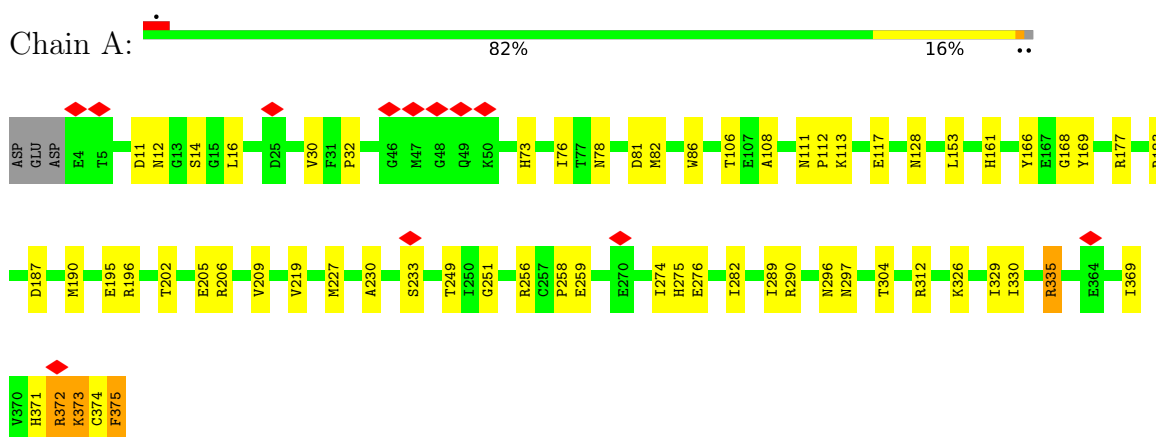 Chain A:
82%
16%
ASP GLU ASP E4 T5 D11 N12 G13 S14 G15 L16 D25 V30 F31 P32 G46 M47 G48 Q49 K50 H73 I76 T77 N78 D81 M82 W86 T106 E107 A108 N111 P112 K113 E117 N128 L153 H161 Y166 E167 G168 Y169 R177
D187 M190 E195 R196 T202 E205 R206 V209 V219 M227 A230 S233 T249 I250 G251 R256 C257 P258 E259 E270 I274 H275 E276 I282 I289 R290 N296 N297 T304 R312 K326 I329 I330 R335 E364 I369
V370 H371 R372 K373 C374 F375